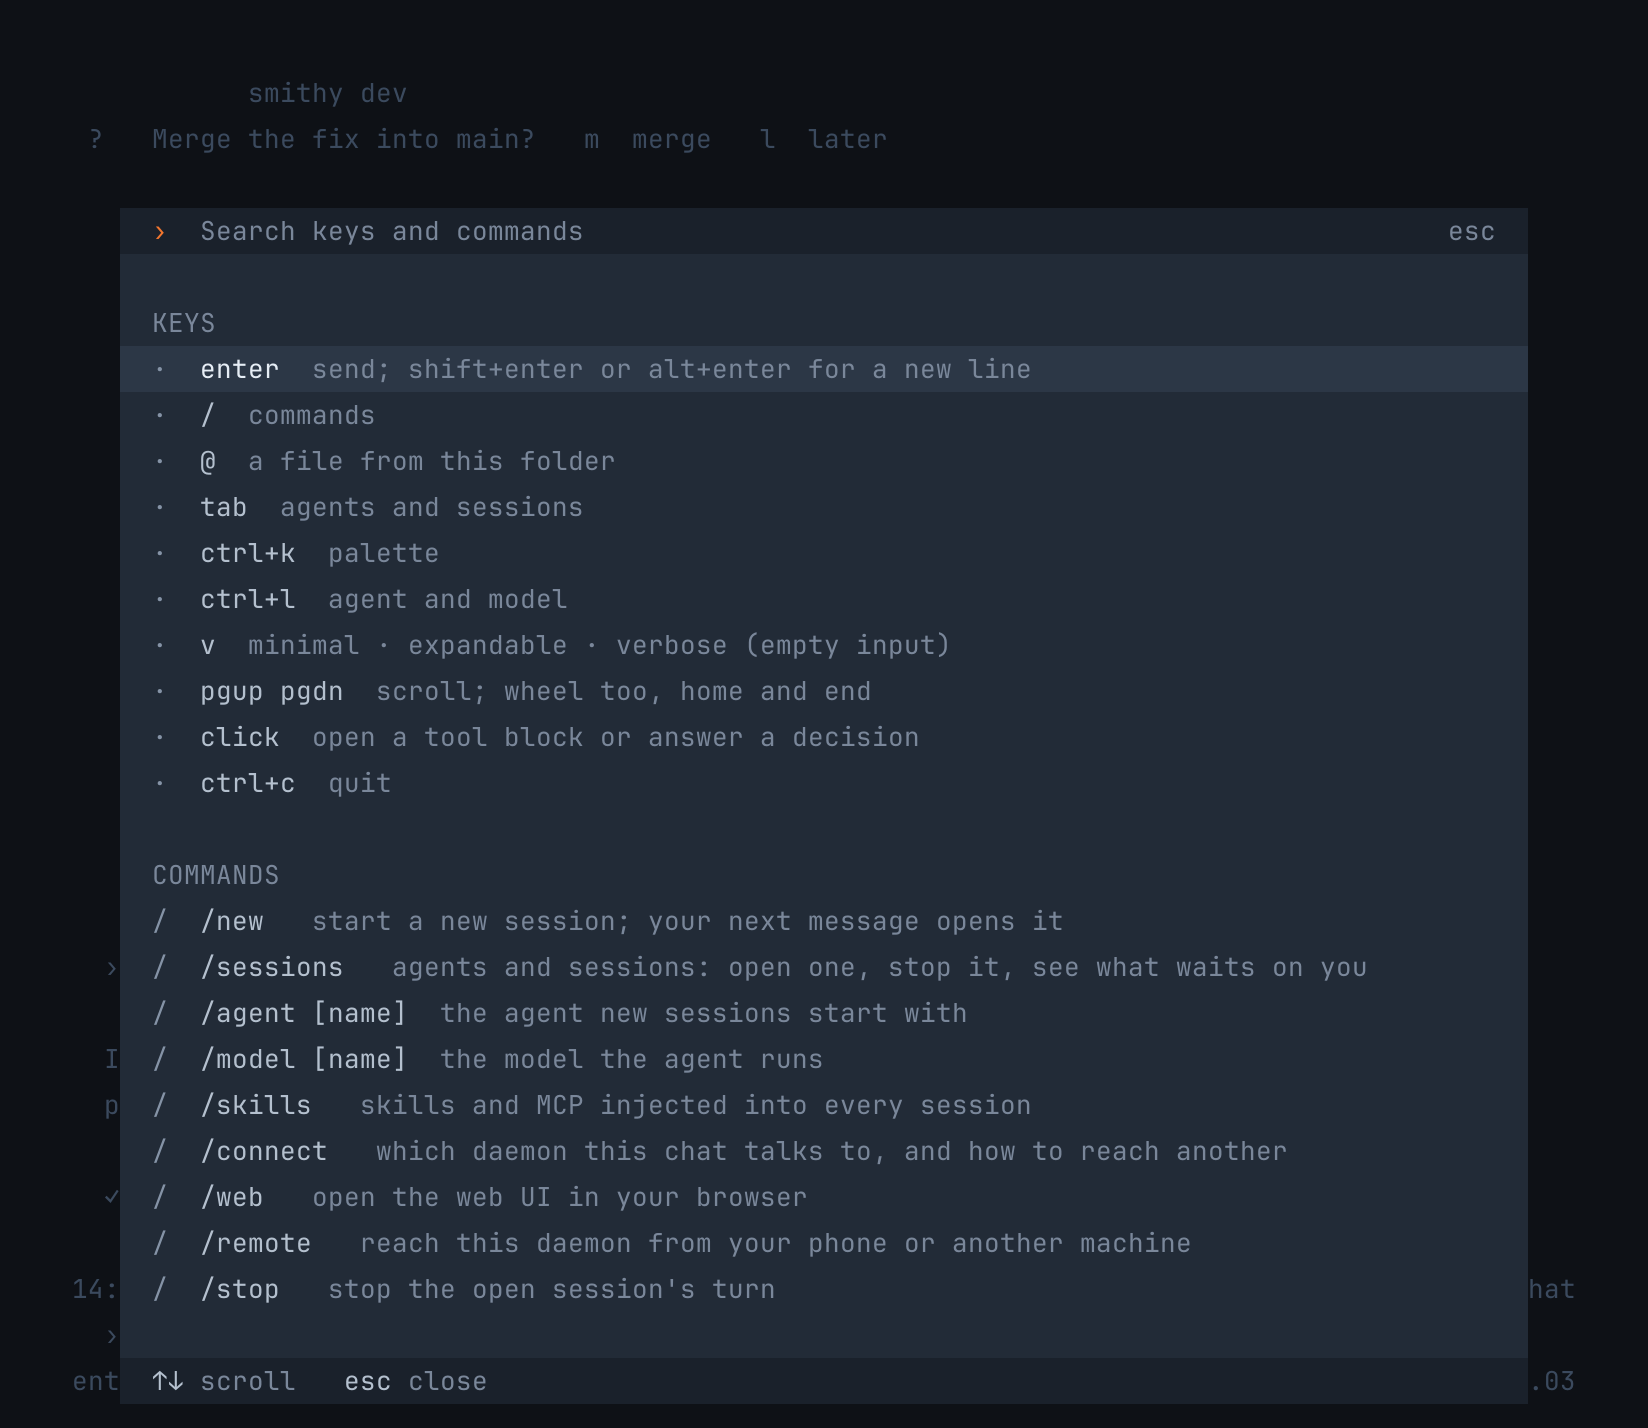 smithy dev
? Merge the fix into main? m merge l later
› Search keys and commands esc
KEYS
· enter send; shift+enter or alt+enter for a new line
· / commands
· @ a file from this folder
· tab agents and sessions
· ctrl+k palette
· ctrl+l agent and model
· v minimal · expandable · verbose (empty input)
· pgup pgdn scroll; wheel too, home and end
· click open a tool block or answer a decision
· ctrl+c quit
COMMANDS
/ /new start a new session; your next message opens it
› / /sessions agents and sessions: open one, stop it, see what waits on you
/ /agent [name] the agent new sessions start with
I / /model [name] the model the agent runs
p / /skills skills and MCP injected into every session
/ /connect which daemon this chat talks to, and how to reach another
✓ / /web open the web UI in your browser
/ /remote reach this daemon from your phone or another machine
14: / /stop stop the open session's turn hat
›
ent ↑↓ scroll esc close .03